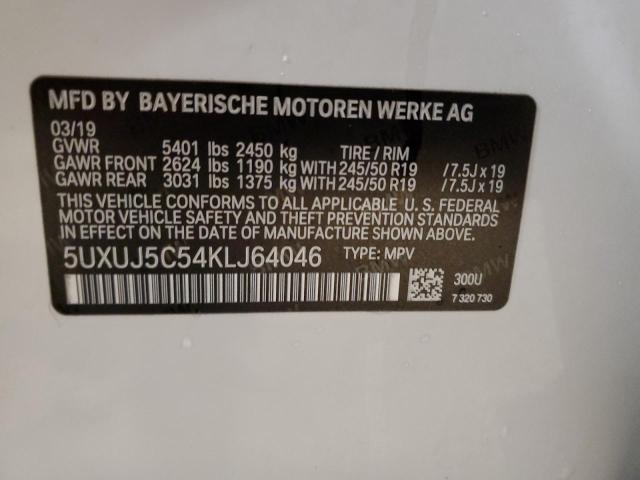 MFD BY BAYERISCHE MOTOREN WERKE AG
03/19
GVWR 5401 lbs 2450 kg TIRE / RIM
GAWR FRONT 2624 lbs 1190 kg WITH 245/50 R19 / 7.5J x 19
GAWR REAR 3031 lbs 1375 kg WITH 245/50 R19 / 7.5J x 19
THIS VEHICLE CONFORMS TO ALL APPLICABLE U. S. FEDERAL
MOTOR VEHICLE SAFETY AND THEFT PREVENTION STANDARDS
IN EFFECT ON THE DATE OF MANUFACTURE SHOWN ABOVE.
5UXUJ5C54KLJ64046 TYPE: MPV
300U
7 320 730